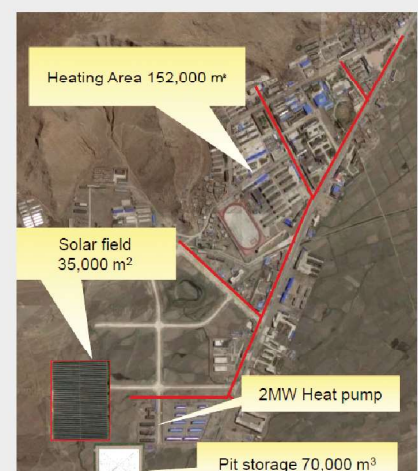 Heating Area 152,000 m²
Solar field
35,000 m²
2MW Heat pump
Pit storage 70,000 m³